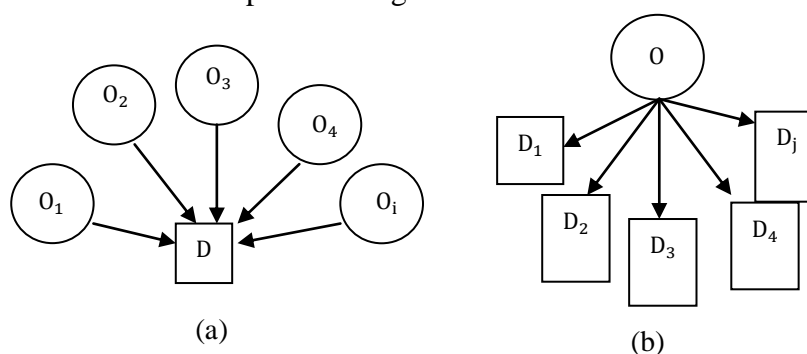 O₃
O₂
O₄
O₁
Oᵢ
D
(a)
O
D₁
Dⱼ
D₂
D₃
D₄
(b)